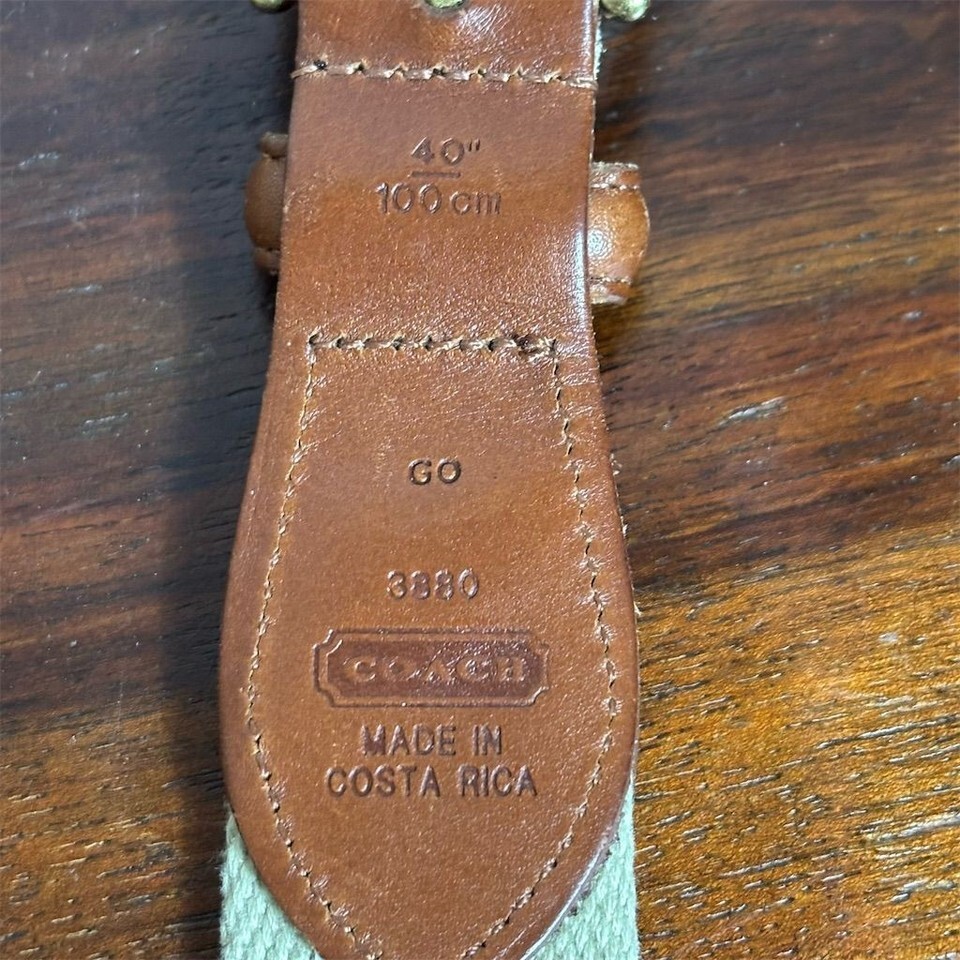 40"
100 cm
GO
3880
COACH
MADE IN
COSTA RICA